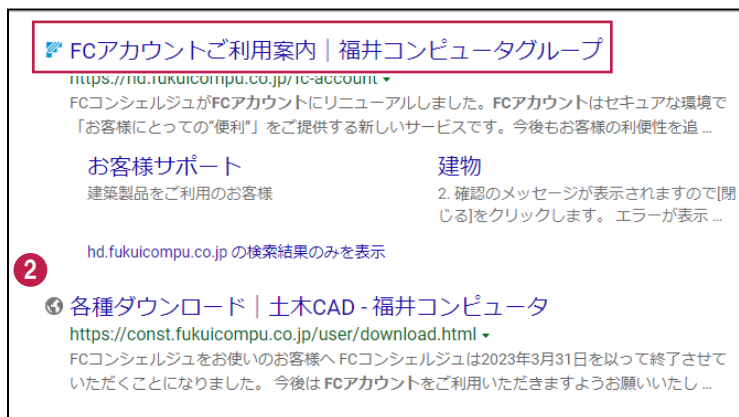 FCアカウントご利用案内｜福井コンピュータグループ
https://hd.fukuicompu.co.jp/fc-account
FCコンシェルジュがFCアカウントにリニューアルしました。FCアカウントはセキュアな環境で
「お客様にとっての“便利”」をご提供する新しいサービスです。今後もお客様の利便性を追 ...
お客様サポート
建築製品をご利用のお客様
建物
2. 確認のメッセージが表示されますので[閉
じる]をクリックします。 エラーが表示 ...
hd.fukuicompu.co.jp の検索結果のみを表示
2
各種ダウンロード｜土木CAD - 福井コンピュータ
https://const.fukuicompu.co.jp/user/download.html
FCコンシェルジュをお使いのお客様へ FCコンシェルジュは2023年3月31日を以って終了させて
いただくことになりました。 今後は FCアカウントをご利用いただきますようお願いいたし ...